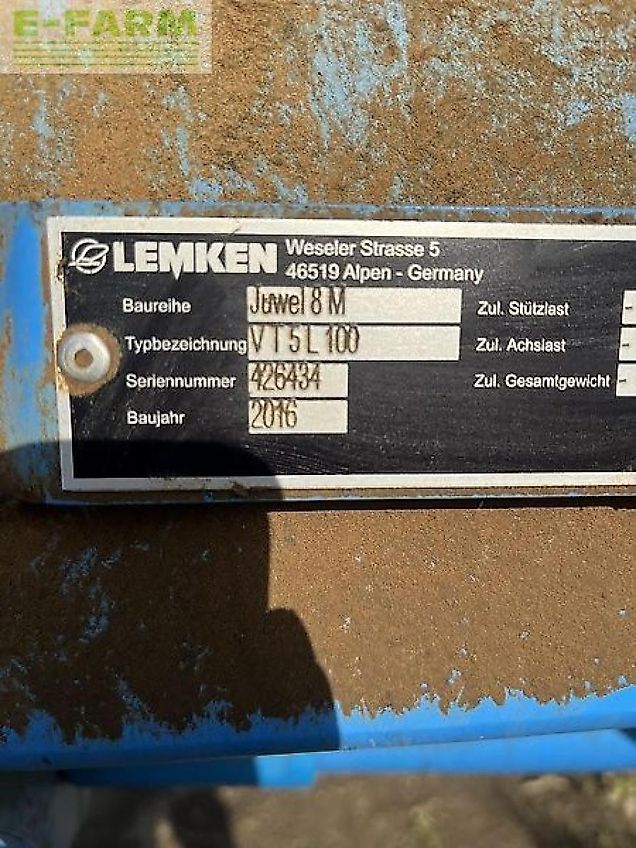 E-FARM
LEMKEN Weseler Strasse 5
46519 Alpen - Germany
Baureihe Juwel 8 M Zul. Stützlast -
Typbezeichnung V T 5 L 100 Zul. Achslast -
Seriennummer 426434 Zul. Gesamtgewicht -
Baujahr 2016